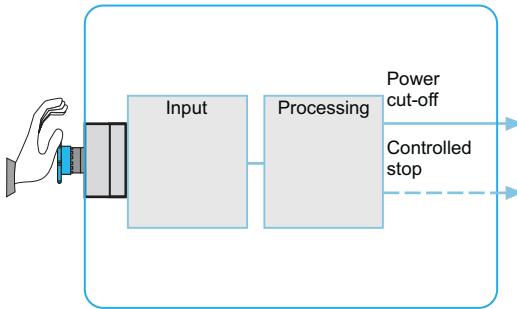 Input
Processing
Power
cut-off
Controlled
stop